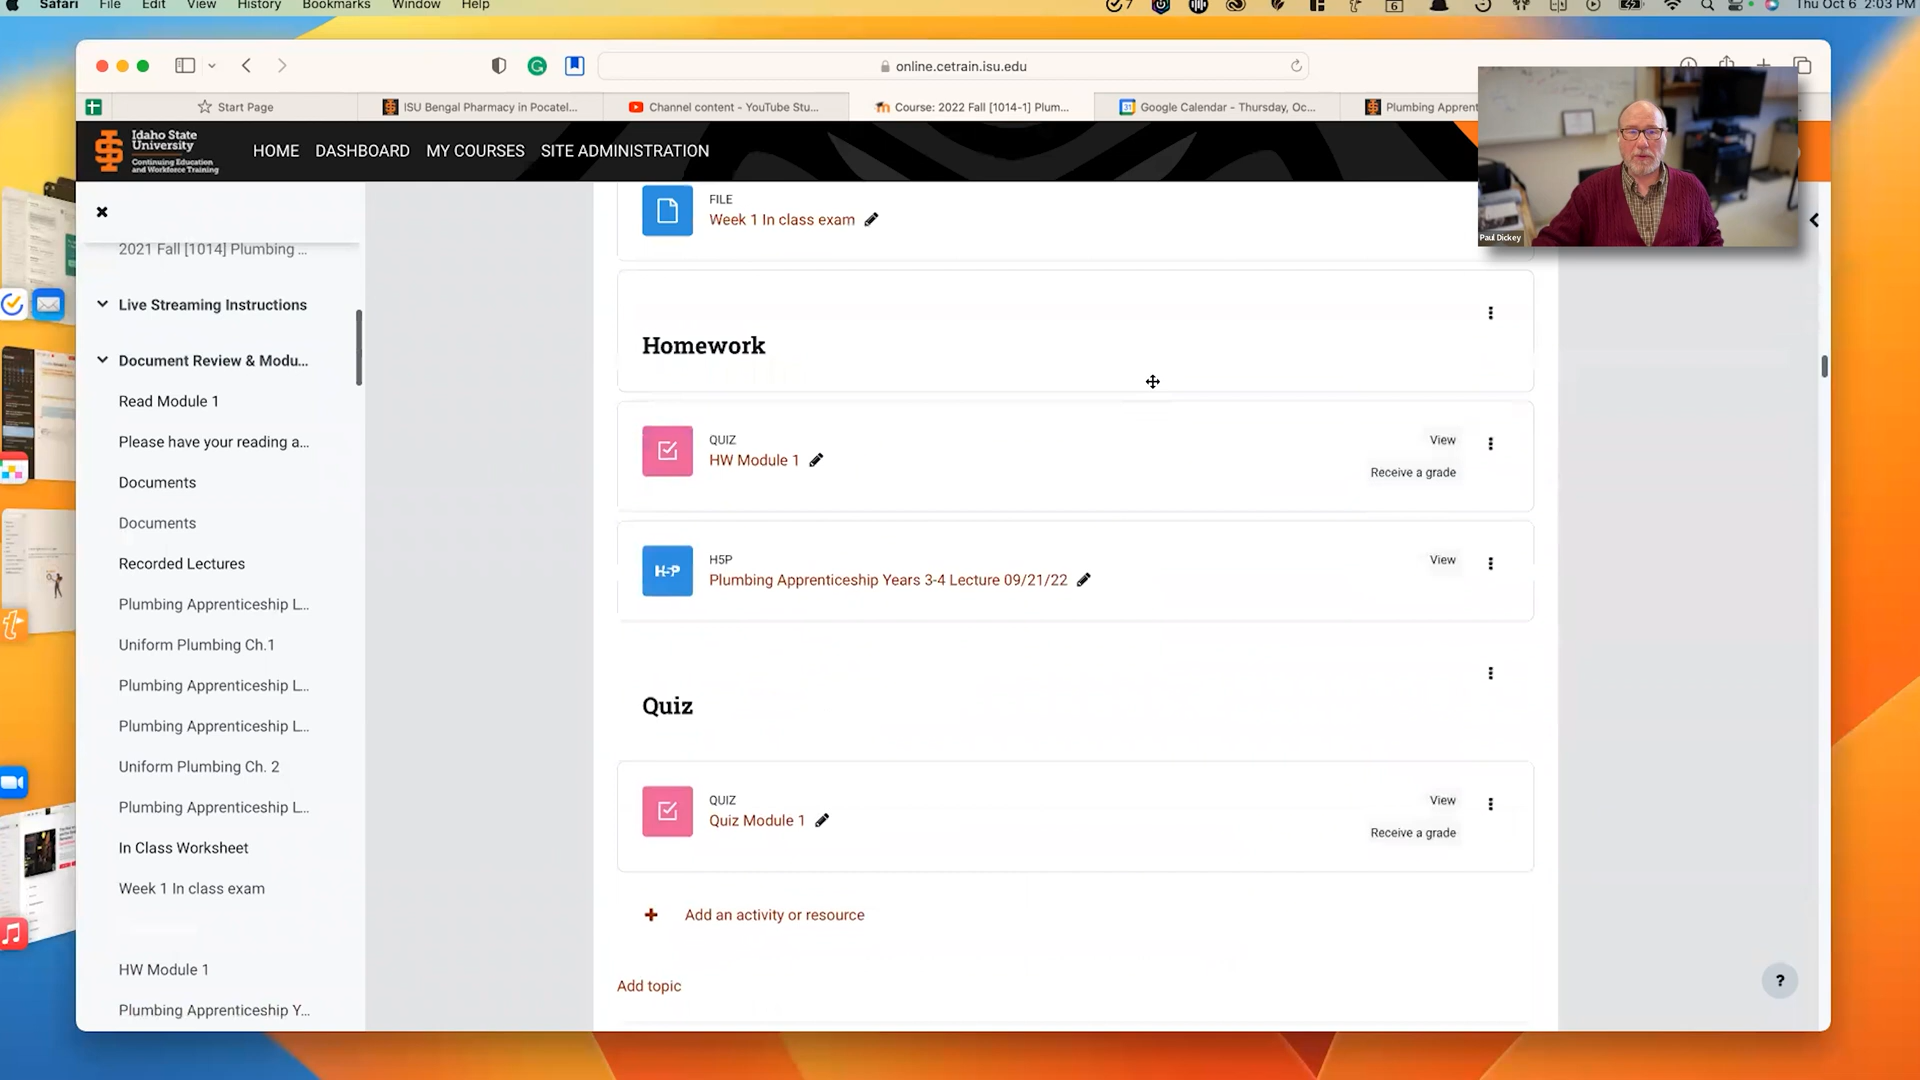 Safari File Edit View History Bookmarks Window Help
7
6
Thu Oct 6 2:03 PM
online.cetrain.isu.edu
Start Page
ISU Bengal Pharmacy in Pocatel...
Channel content - YouTube Stu...
Course: 2022 Fall [1014-1] Plum...
Google Calendar - Thursday, Oc...
Plumbing Apprent
Idaho State
University
Continuing Education
and Workforce Training
HOME DASHBOARD MY COURSES SITE ADMINISTRATION
Paul Dickey
2021 Fall [1014] Plumbing ...
Live Streaming Instructions
Document Review & Modu...
Read Module 1
Please have your reading a...
Documents
Documents
Recorded Lectures
Plumbing Apprenticeship L...
Uniform Plumbing Ch.1
Plumbing Apprenticeship L...
Plumbing Apprenticeship L...
Uniform Plumbing Ch. 2
Plumbing Apprenticeship L...
In Class Worksheet
Week 1 In class exam
HW Module 1
Plumbing Apprenticeship Y...
FILE
Week 1 In class exam
Homework
QUIZ
HW Module 1
View
Receive a grade
H5P
H5P
Plumbing Apprenticeship Years 3-4 Lecture 09/21/22
View
Quiz
QUIZ
Quiz Module 1
View
Receive a grade
+ Add an activity or resource
Add topic
?